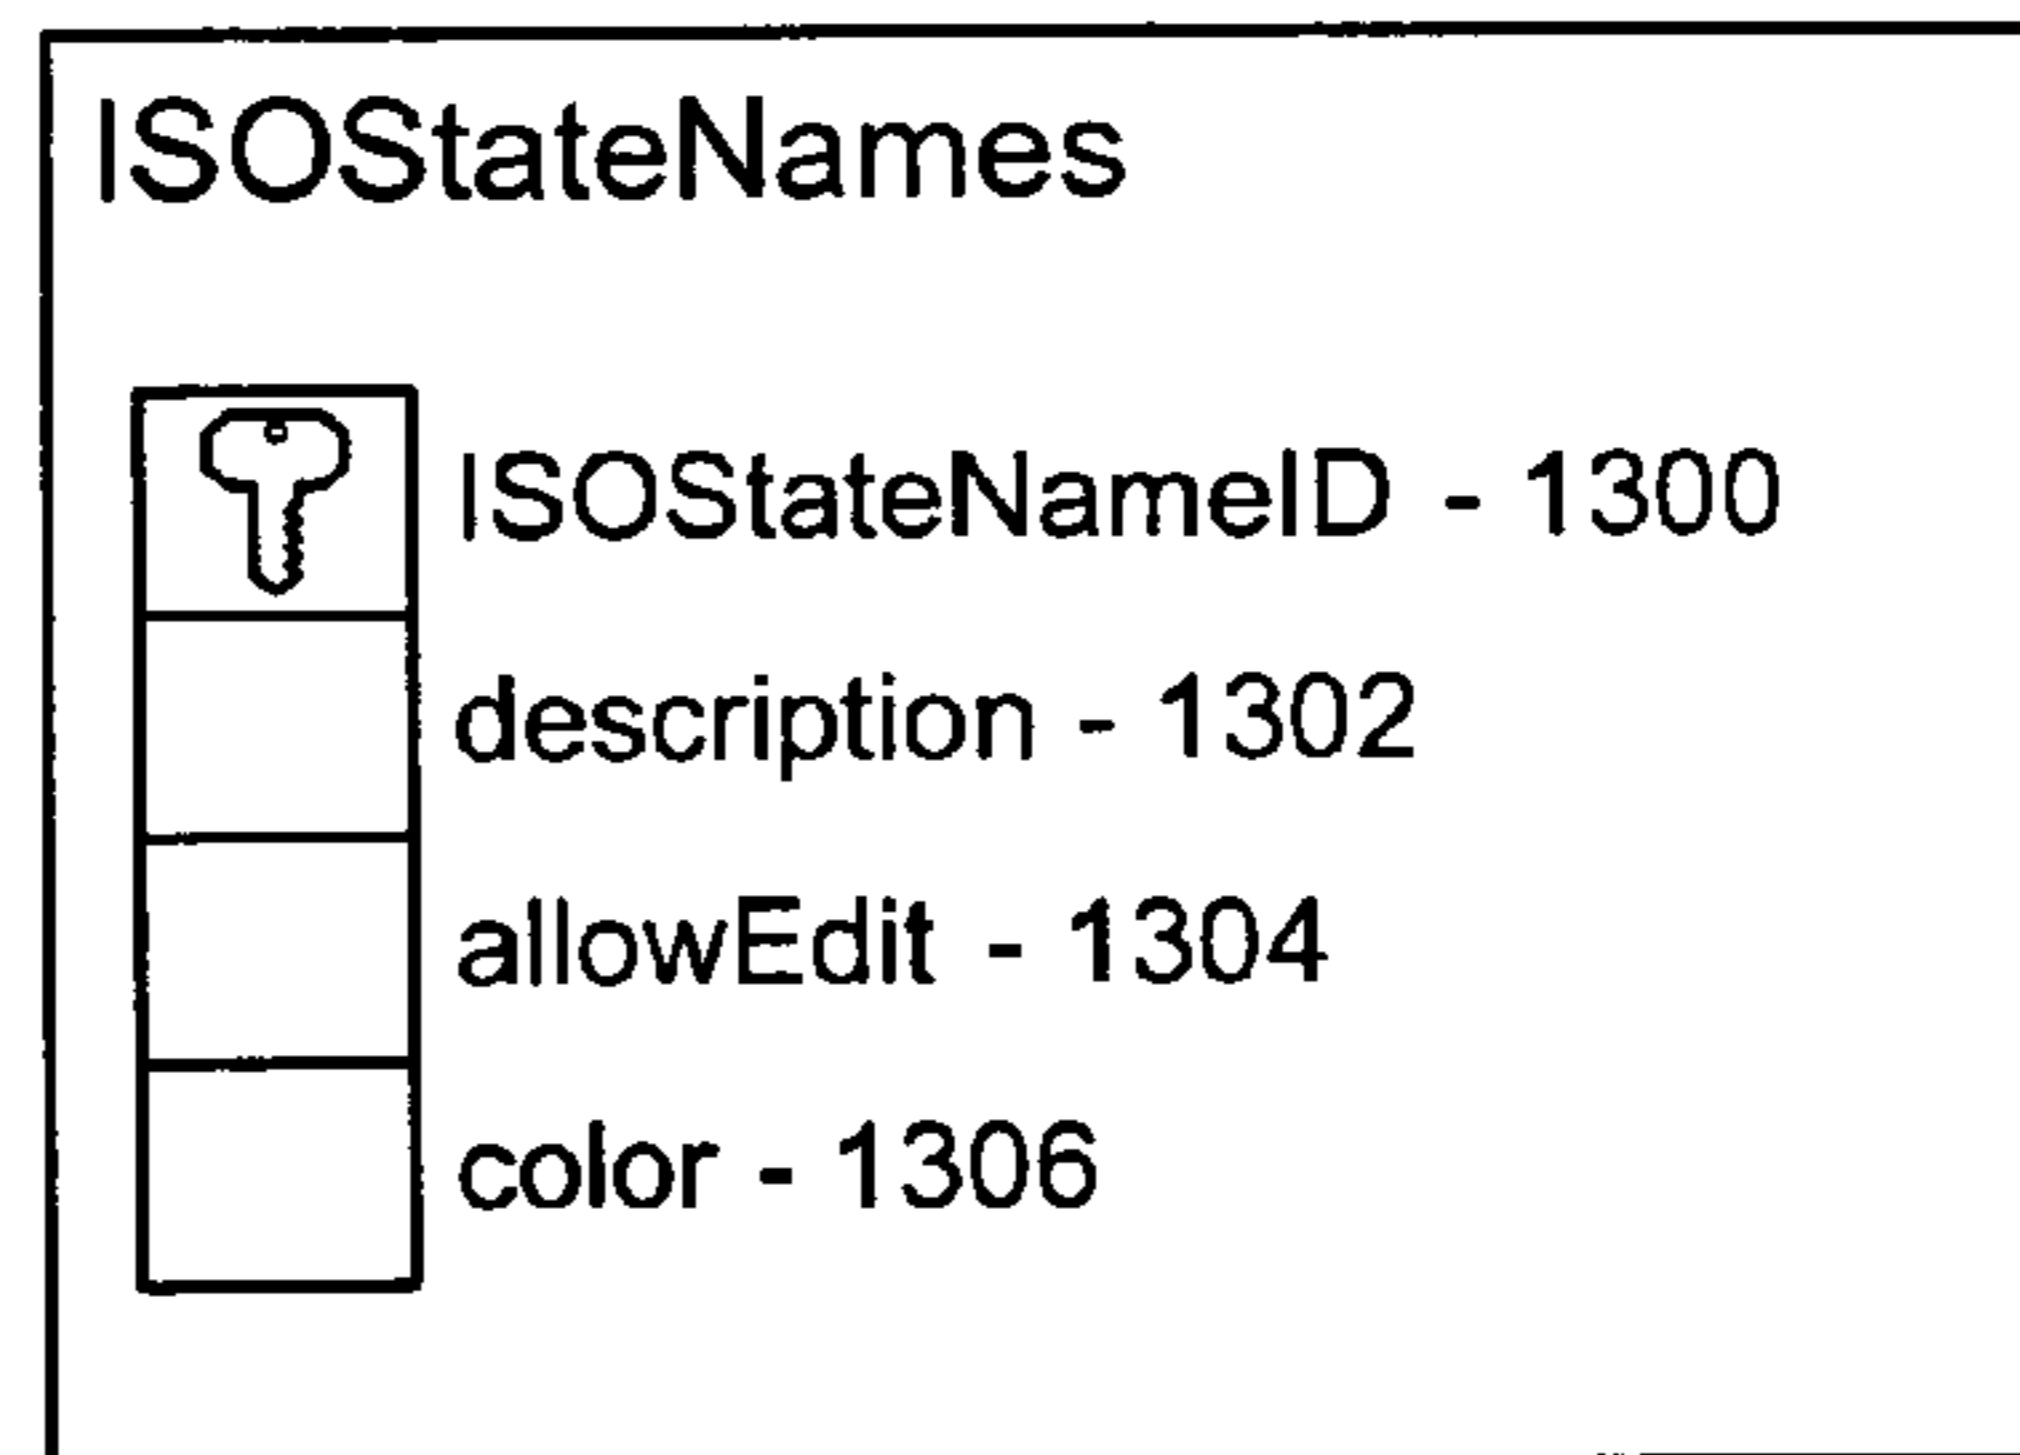 ISOStateNames
ISOStateNameID - 1300
description - 1302
allowEdit - 1304
color - 1306